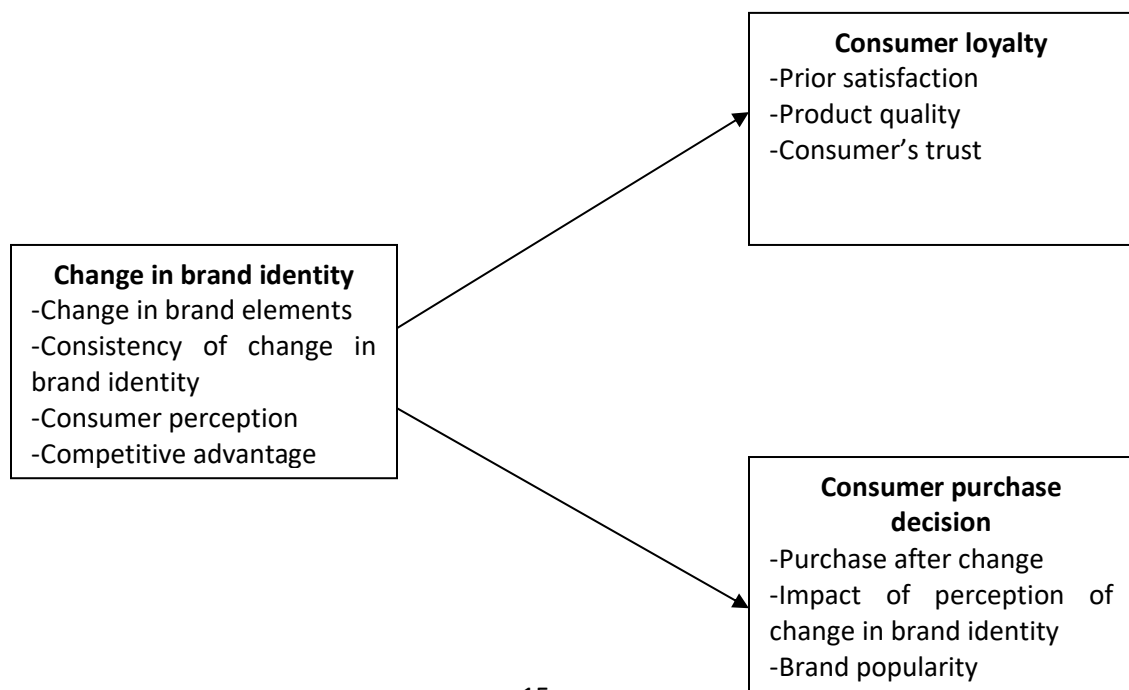 Consumer loyalty
-Prior satisfaction
-Product quality
-Consumer’s trust
Change in brand identity
-Change in brand elements
-Consistency of change in
brand identity
-Consumer perception
-Competitive advantage
Consumer purchase
decision
-Purchase after change
-Impact of perception of
change in brand identity
-Brand popularity